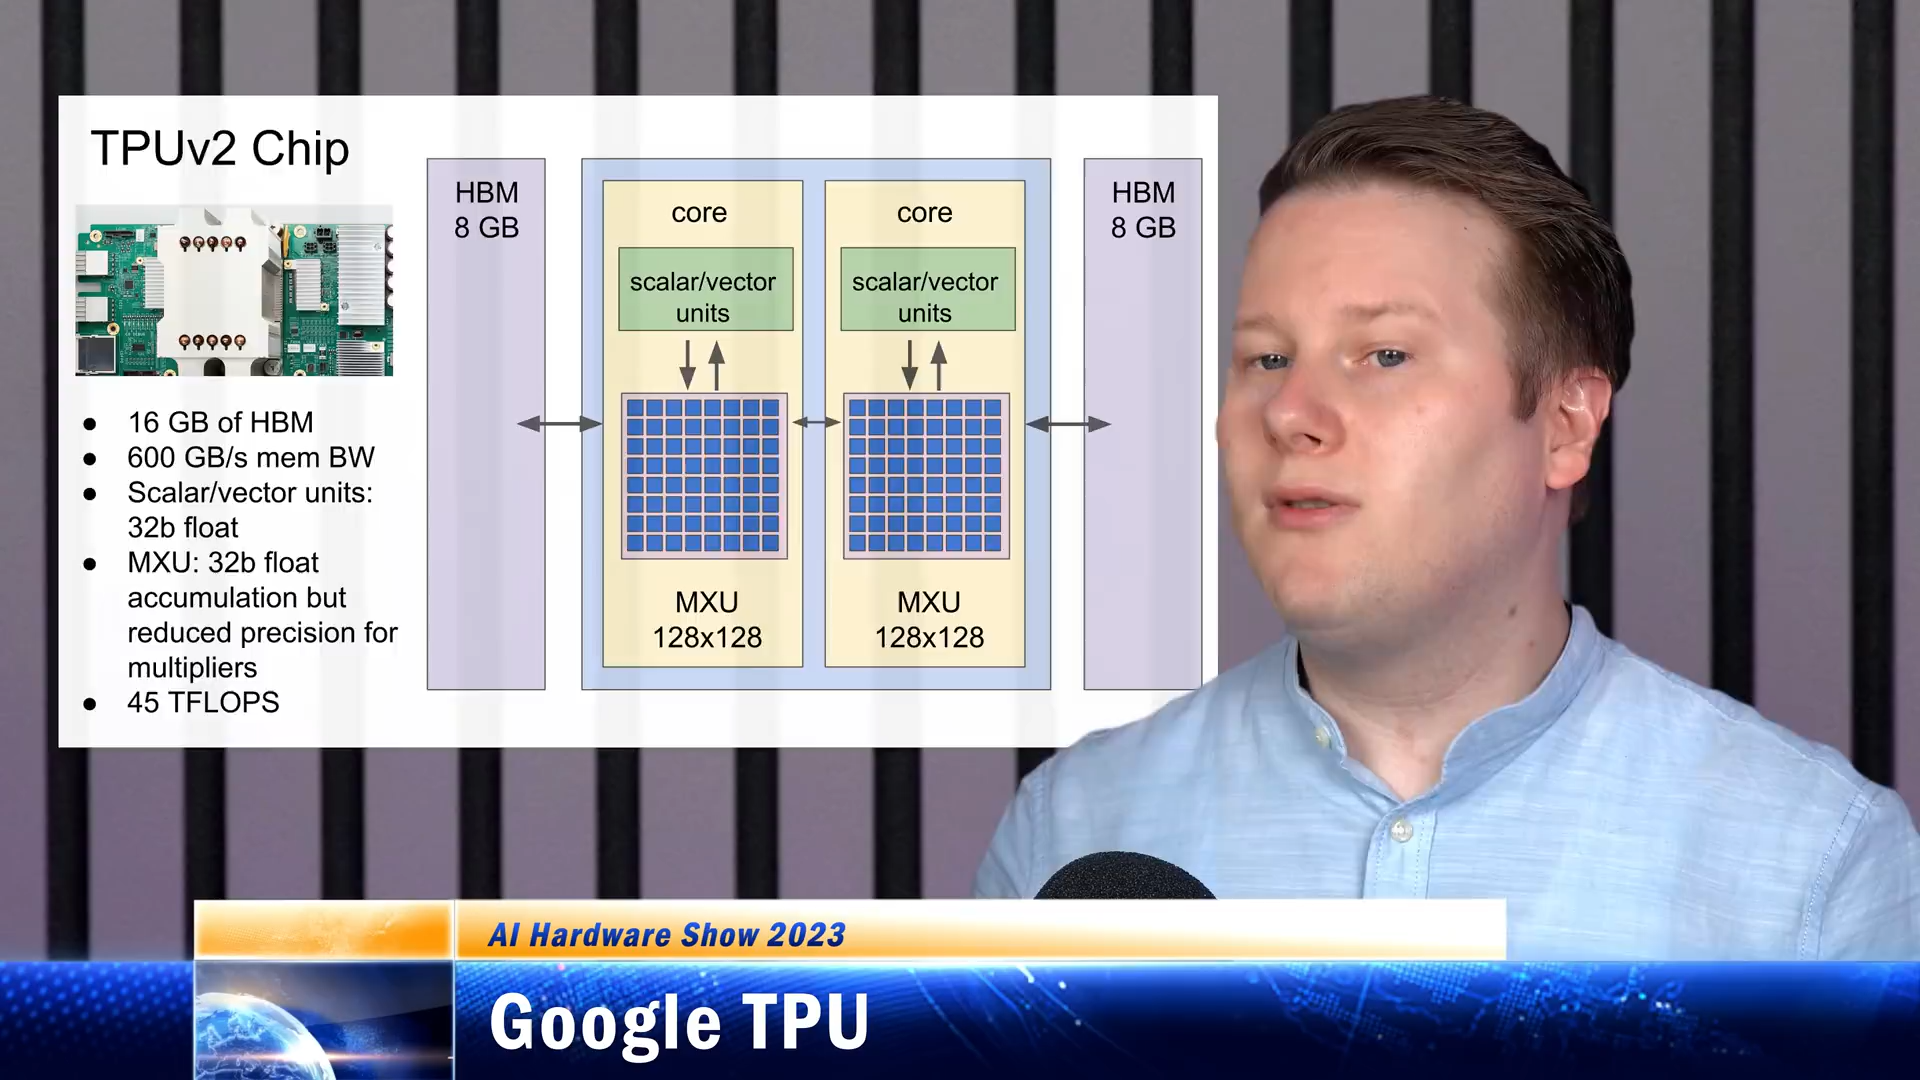 TPUv2 Chip
16 GB of HBM
600 GB/s mem BW
Scalar/vector units:
32b float
MXU: 32b float
accumulation but
reduced precision for
multipliers
45 TFLOPS
HBM
8 GB
core
scalar/vector
units
MXU
128x128
core
scalar/vector
units
MXU
128x128
HBM
8 GB
AI Hardware Show 2023
Google TPU